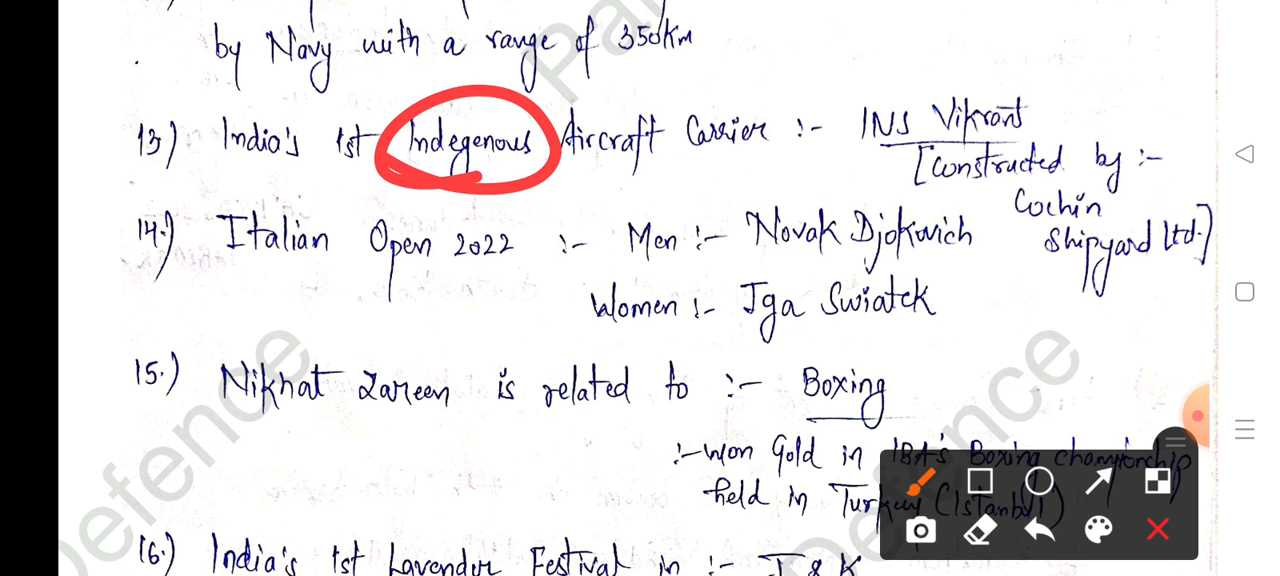 by Navy with a range of 350km
13) India's 1st Indegenous Aircraft Carrier :- INS Vikrant
[Constructed by :-
Cochin
Shipyard Ltd.]
14.) Italian Open 2022 :- Men :- Novak Djokovich
Women :- Iga Swiatek
15.) Nikhat Zareen is related to :- Boxing
:- Won Gold in IBA's Boxing championship
held in Turkey (Istanbul)
16.) India's 1st Lavender Festival in :- J & K
Defence
Defence